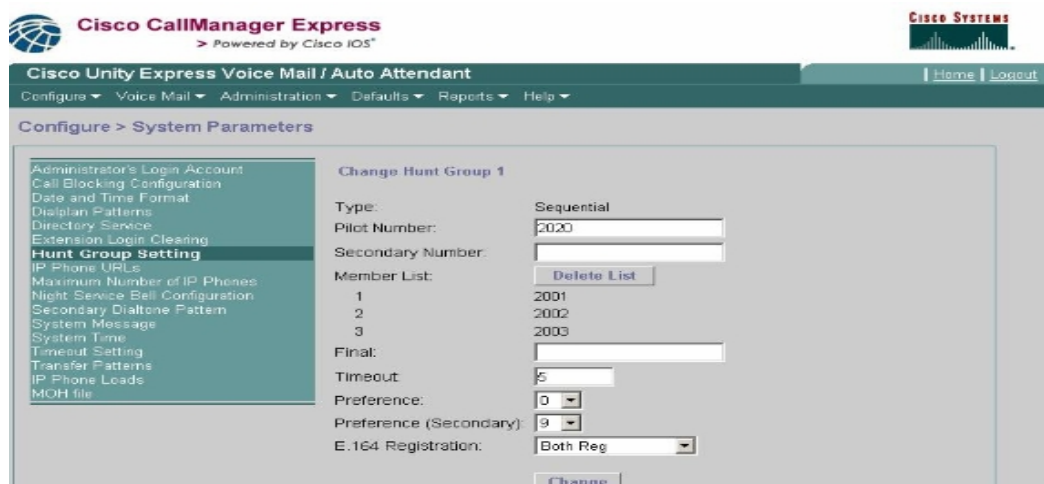 Cisco CallManager Express
> Powered by Cisco IOS®
CISCO SYSTEMS
Cisco Unity Express Voice Mail / Auto Attendant
| Home | Logout
Configure Voice Mail Administration Defaults Reports Help
Configure > System Parameters
Administrator's Login Account
Call Blocking Configuration
Date and Time Format
Dialplan Patterns
Directory Service
Extension Login Clearing
Hunt Group Setting
IP Phone URLs
Maximum Number of IP Phones
Night Service Bell Configuration
Secondary Dialtone Pattern
System Message
System Time
Timeout Setting
Transfer Patterns
IP Phone Loads
MOH file
Change Hunt Group 1
Type: Sequential
Pilot Number: 2020
Secondary Number:
Member List: Delete List
1 2001
2 2002
3 2003
Final:
Timeout 5
Preference: 0
Preference (Secondary): 9
E.164 Registration: Both Reg
Change